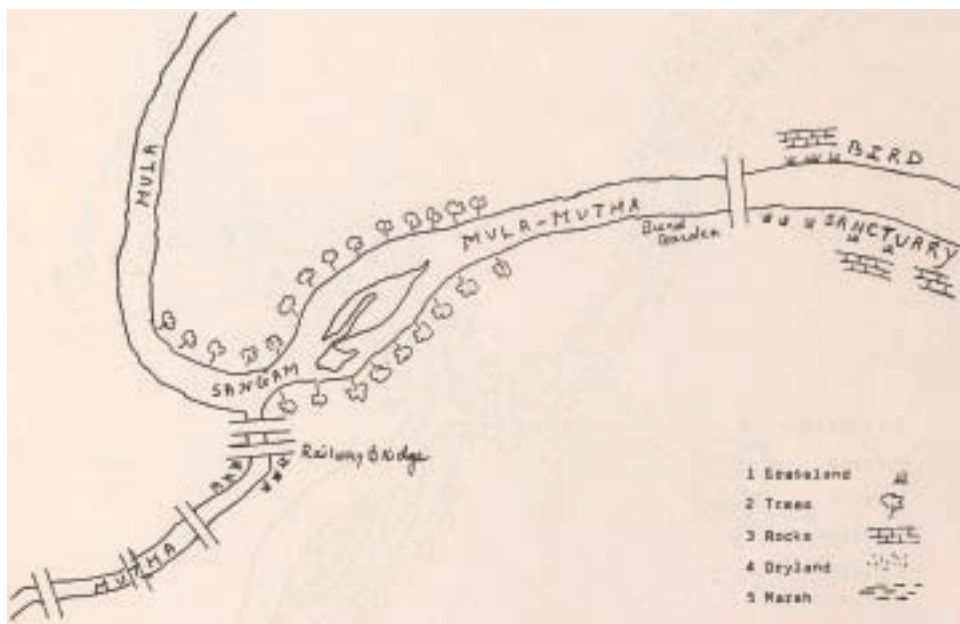 MULA
BIRD
MULA-MUTHA
Bund
Garden
SANCTUARY
SANGAM
Railway Bridge
MUTHA
1 Grassland
2 Trees
3 Rocks
4 Dryland
5 Marsh